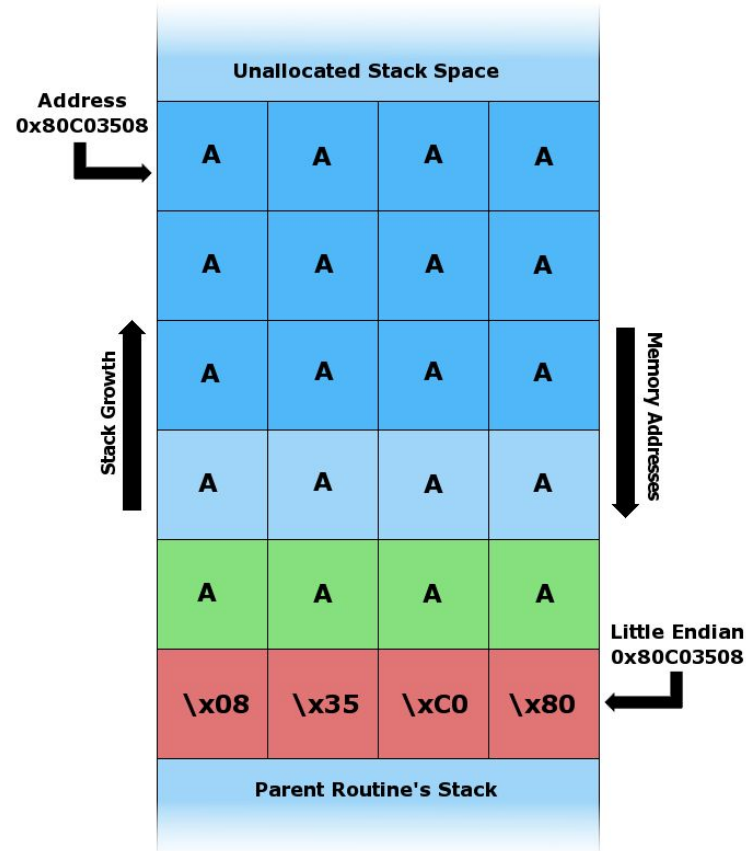 Unallocated Stack Space
Address
0x80C03508
A A A A
A A A A
A A A A
Stack Growth
Memory Addresses
A A A A
A A A A
Little Endian
0x80C03508
\x08 \x35 \xC0 \x80
Parent Routine's Stack